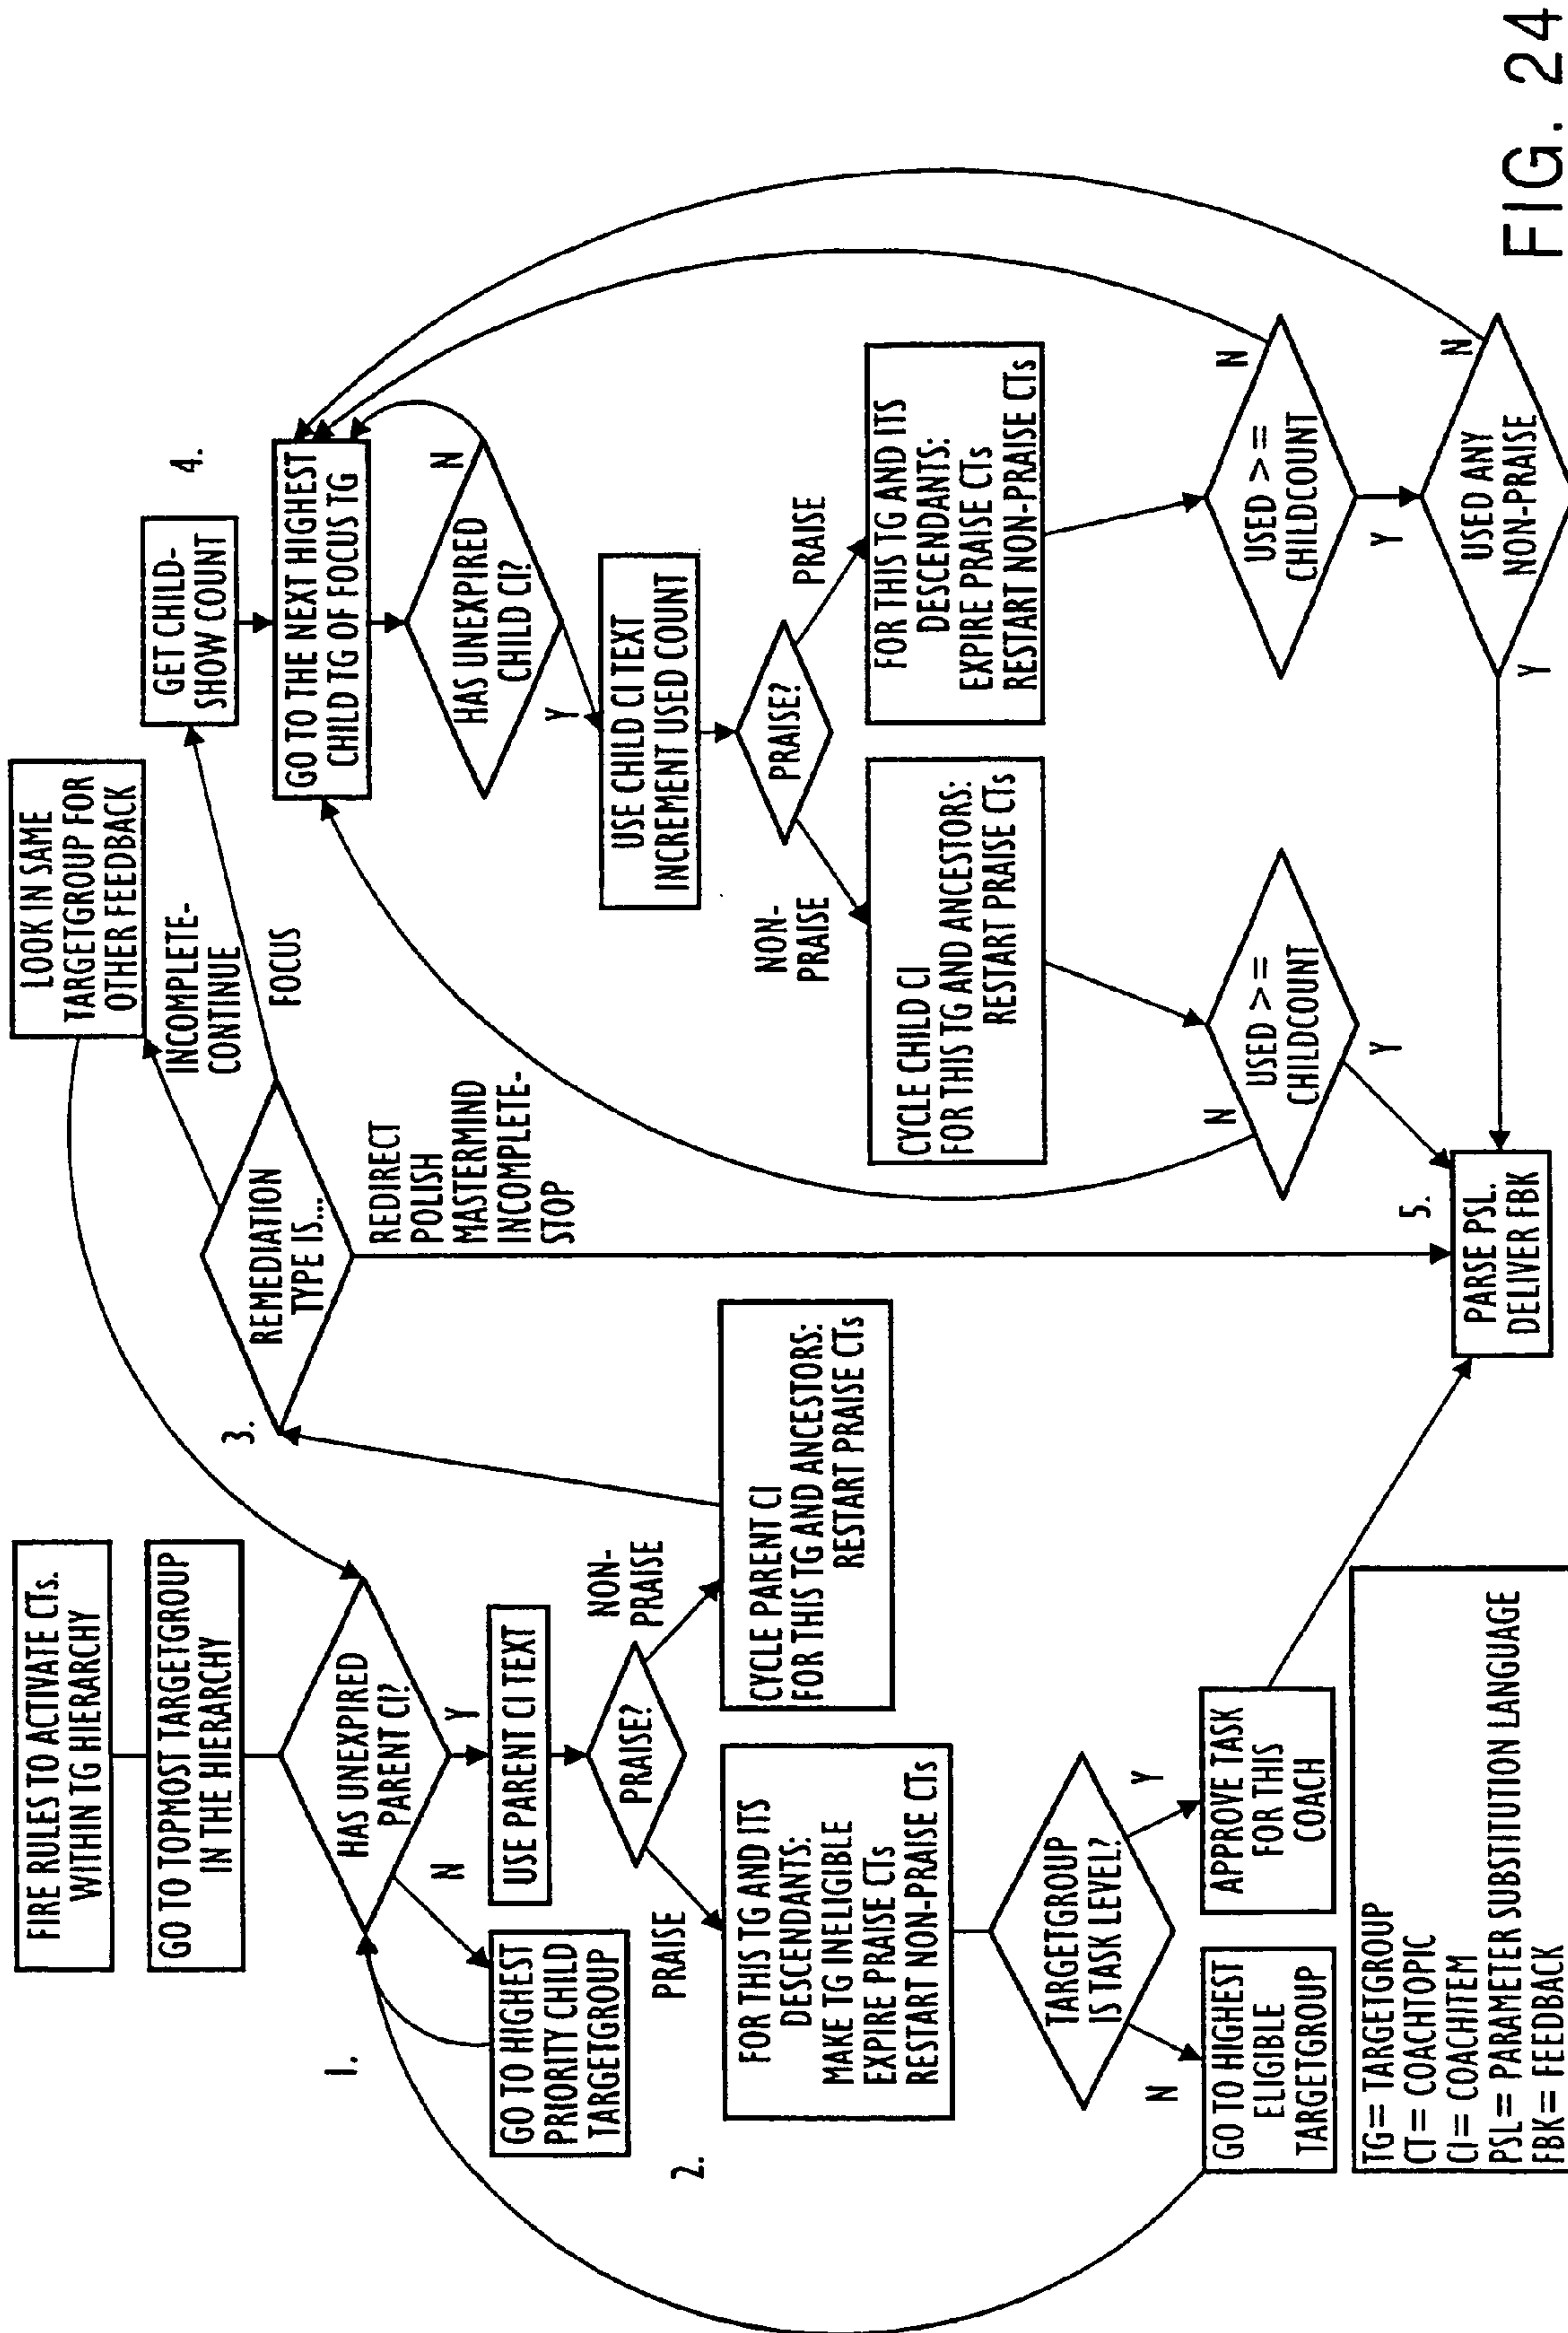 FIRE RULES TO ACTIVATE CTs.
WITHIN TG HIERARCHY
GO TO TOPMOST TARGETGROUP
IN THE HIERARCHY
1.
HAS UNEXPIRED
PARENT CI?
N
Y
GO TO HIGHEST
PRIORITY CHILD
TARGETGROUP
USE PARENT CI TEXT
2.
PRAISE?
PRAISE
NON-
PRAISE
FOR THIS TG AND ITS
DESCENDANTS:
MAKE TG INELIGIBLE
EXPIRE PRAISE CTs
RESTART NON-PRAISE CTs
CYCLE PARENT CI
FOR THIS TG AND ANCESTORS:
RESTART PRAISE CTs
TARGETGROUP
IS TASK LEVEL?
N
Y
GO TO HIGHEST
ELIGIBLE
TARGETGROUP
APPROVE TASK
FOR THIS
COACH
TG= TARGETGROUP
CT= COACHTOPIC
CI= COACHITEM
PSL= PARAMETER SUBSTITUTION LANGUAGE
FBK= FEEDBACK
3.
REMEDIATION
TYPE IS....
LOOK IN SAME
TARGETGROUP FOR
OTHER FEEDBACK
INCOMPLETE-
CONTINUE
FOCUS
REDIRECT
POLISH
MASTERMIND
INCOMPLETE-
STOP
4.
GET CHILD-
SHOW COUNT
GO TO THE NEXT HIGHEST
CHILD TG OF FOCUS TG
HAS UNEXPIRED
CHILD CI?
N
Y
USE CHILD CI TEXT
INCREMENT USED COUNT
PRAISE?
NON-
PRAISE
PRAISE
CYCLE CHILD CI
FOR THIS TG AND ANCESTORS:
RESTART PRAISE CTs
FOR THIS TG AND ITS
DESCENDANTS:
EXPIRE PRAISE CTs
RESTART NON-PRAISE CTs
USED >=
CHILDCOUNT
N
Y
USED >=
CHILDCOUNT
N
Y
USED ANY
NON-PRAISE
N
Y
5.
PARSE PSL.
DELIVER FBK
FIG. 24